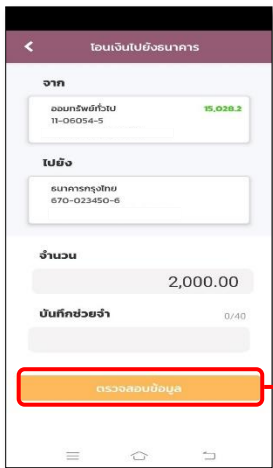 โอนเงินไปยังธนาคาร
จาก
ออมทรัพย์ทั่วไป 15,028.2
11-06054-5
ไปยัง
ธนาคารกรุงไทย
670-023450-6
จำนวน
2,000.00
บันทึกช่วยจำ 0/40
ตรวจสอบข้อมูล